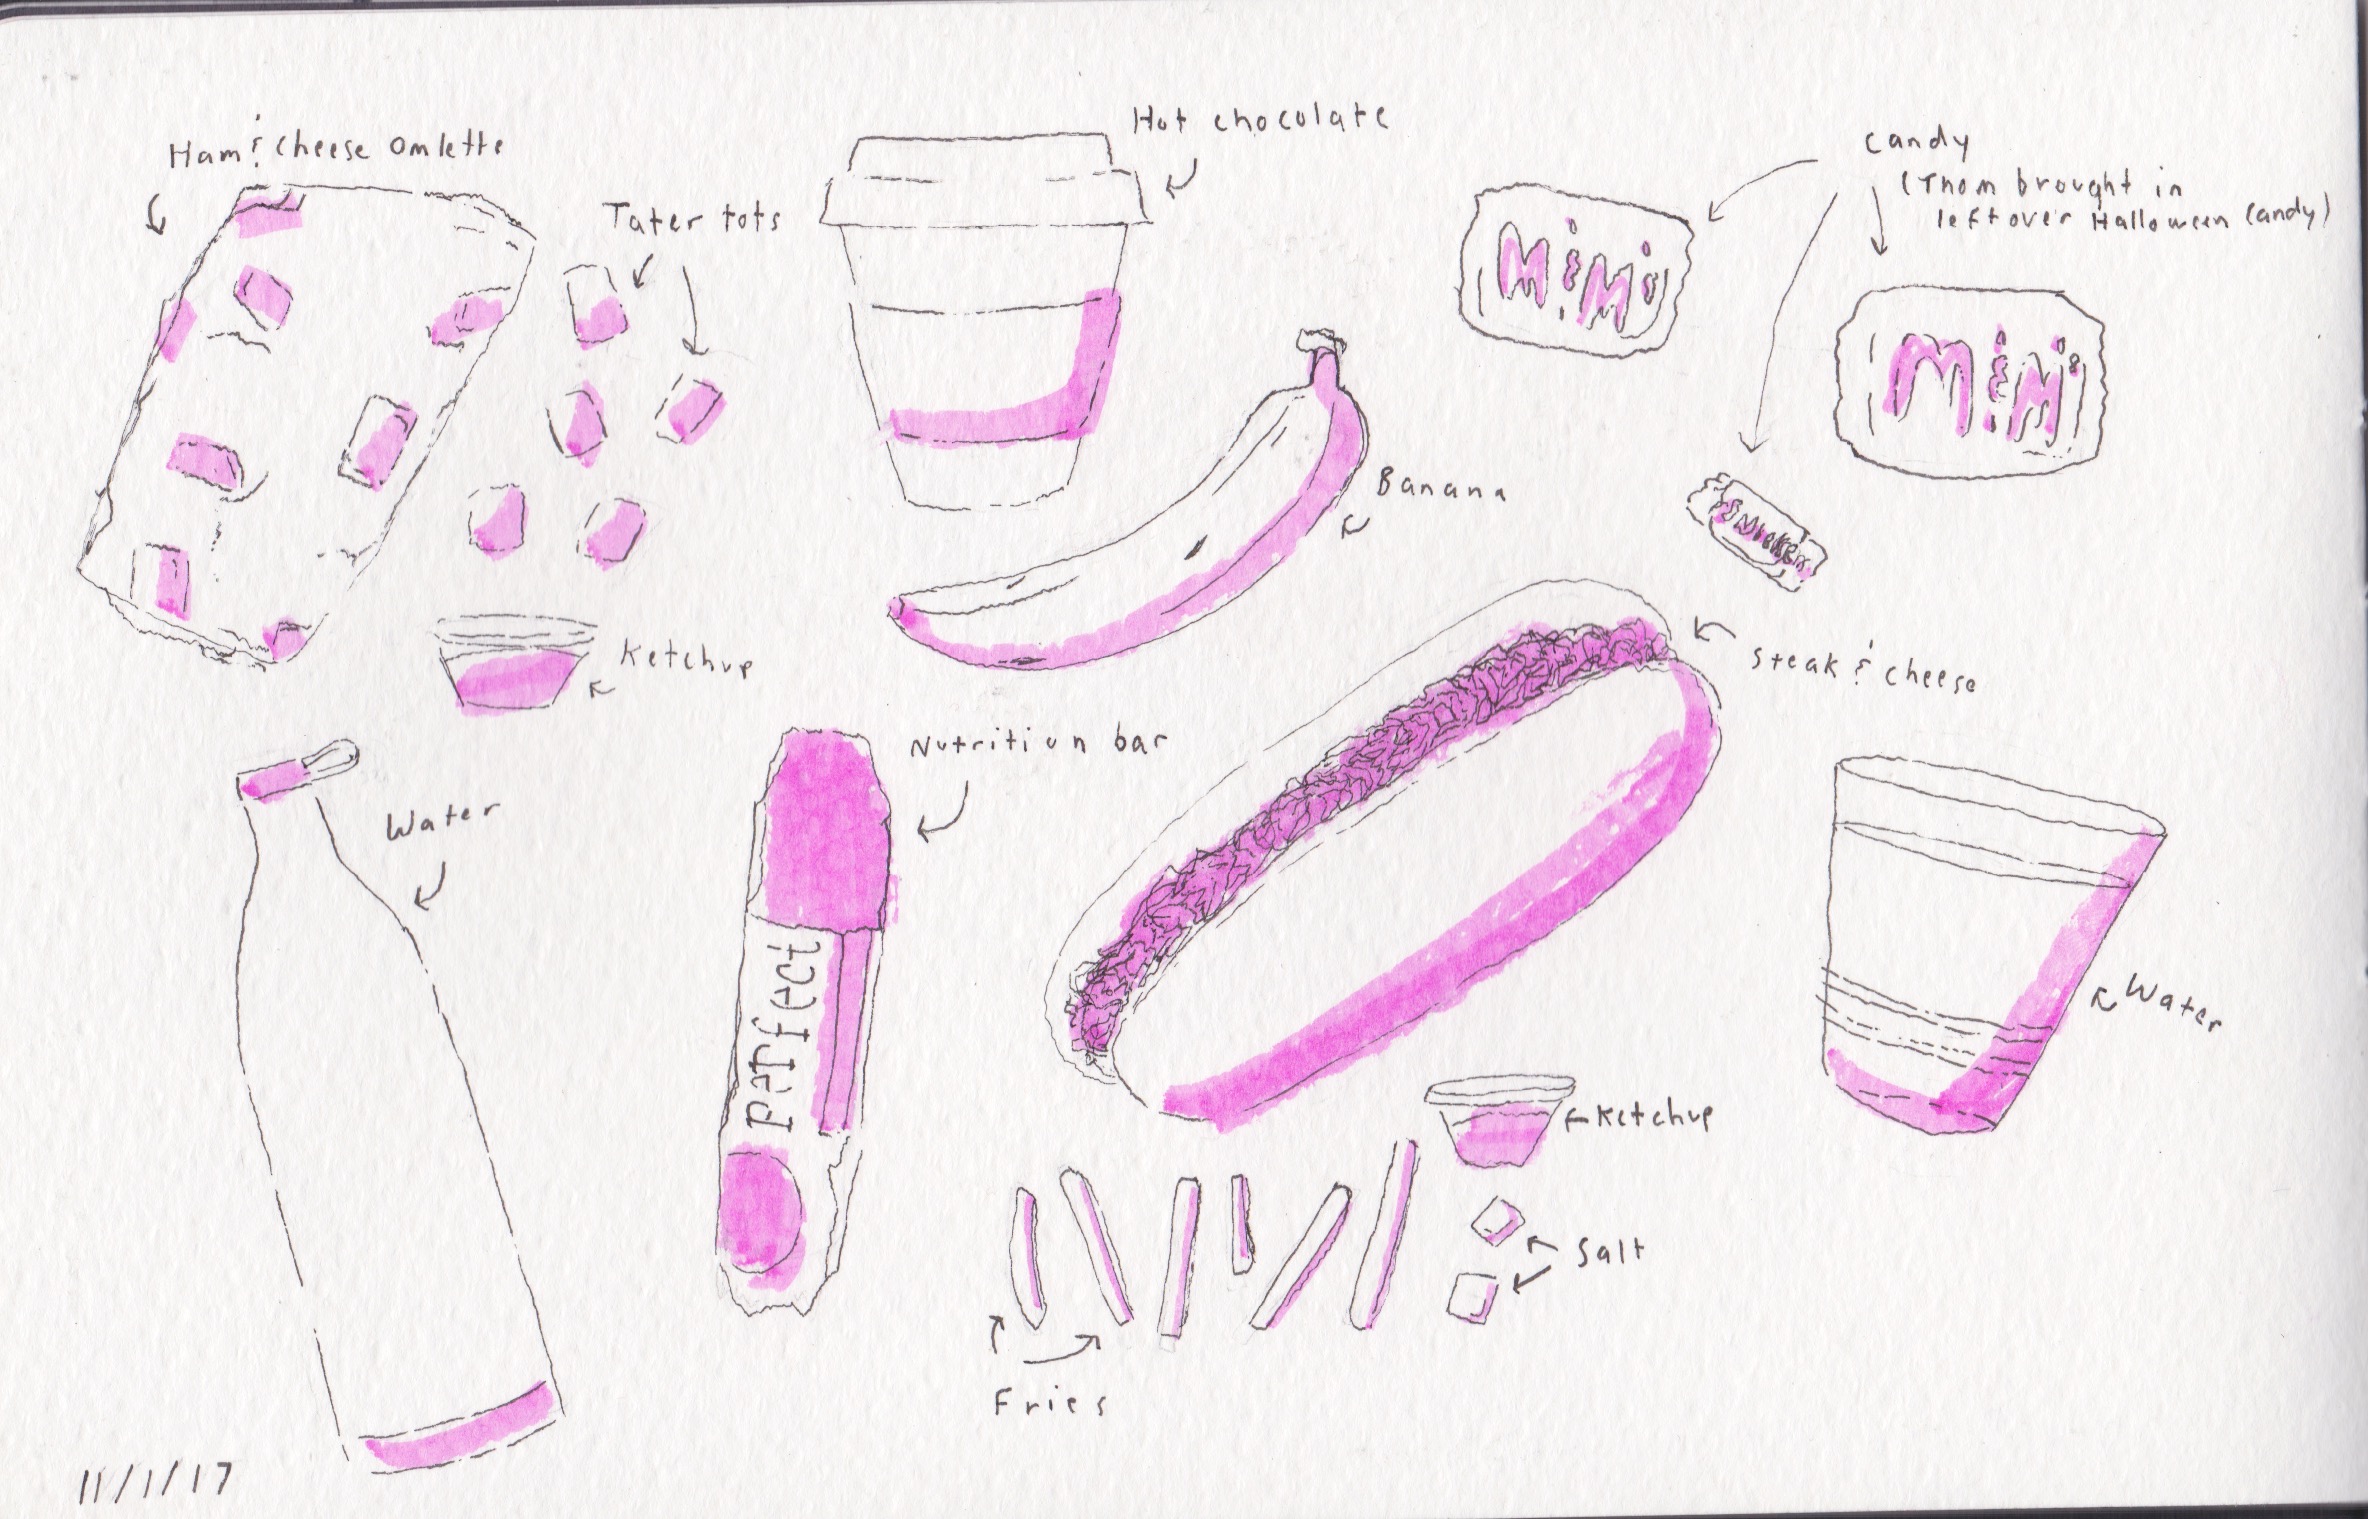 Ham & cheese omlette
Tater tots
Hot chocolate
Candy
(Thom brought in
leftover Halloween candy)
M&M's
M&M's
Snickers
Banana
Ketchup
Steak & cheese
Water
Nutrition bar
perfect
Water
Ketchup
Salt
Fries
11/1/17